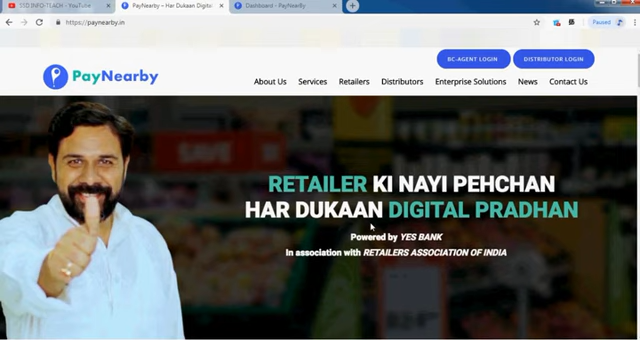 SSD INFO-TEACH - YouTube
PayNearby – Har Dukaan Digital
Dashboard - PayNearby
https://paynearby.in
Paused
BC-AGENT LOGIN
DISTRIBUTOR LOGIN
PayNearby
About Us
Services
Retailers
Distributors
Enterprise Solutions
News
Contact Us
RETAILER KI NAYI PEHCHAN
HAR DUKAAN DIGITAL PRADHAN
Powered by YES BANK
In association with RETAILERS ASSOCIATION OF INDIA
SAVE